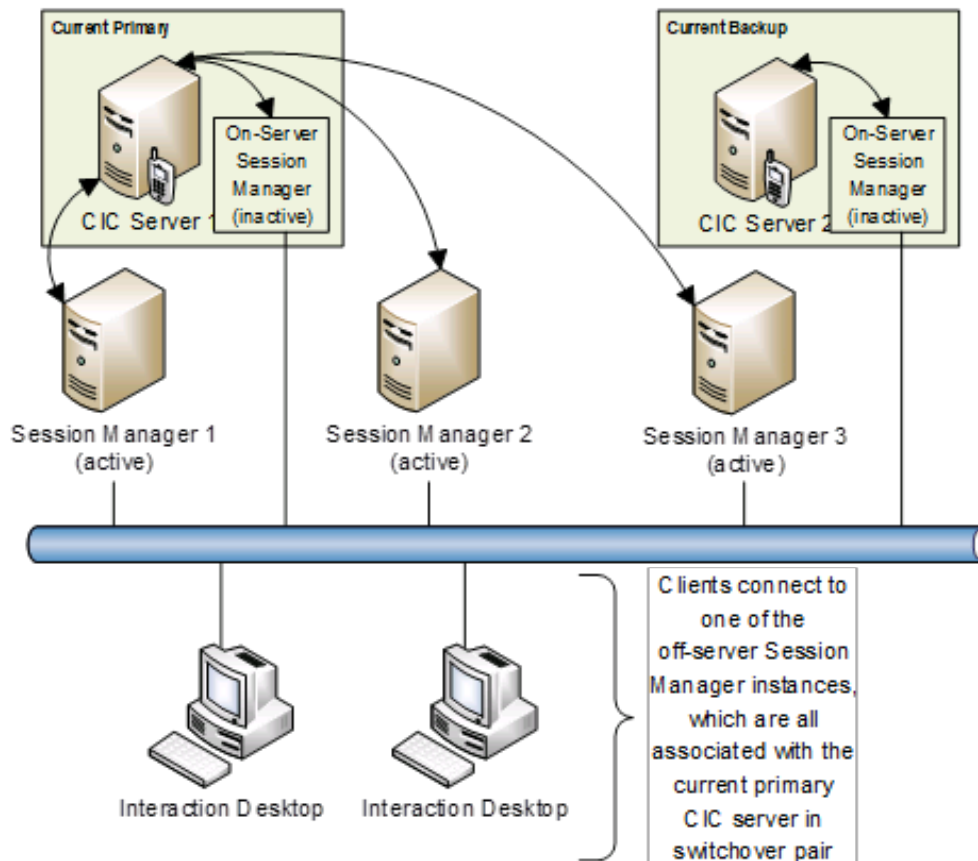 Current Primary
Current Backup
On-Server
Session
Manager
(inactive)
CIC Server 1
On-Server
Session
Manager
(inactive)
CIC Server 2
Session Manager 1
(active)
Session Manager 2
(active)
Session Manager 3
(active)
Clients connect to
one of the
off-server Session
Manager instances,
which are all
associated with the
current primary
CIC server in
switchover pair
Interaction Desktop
Interaction Desktop